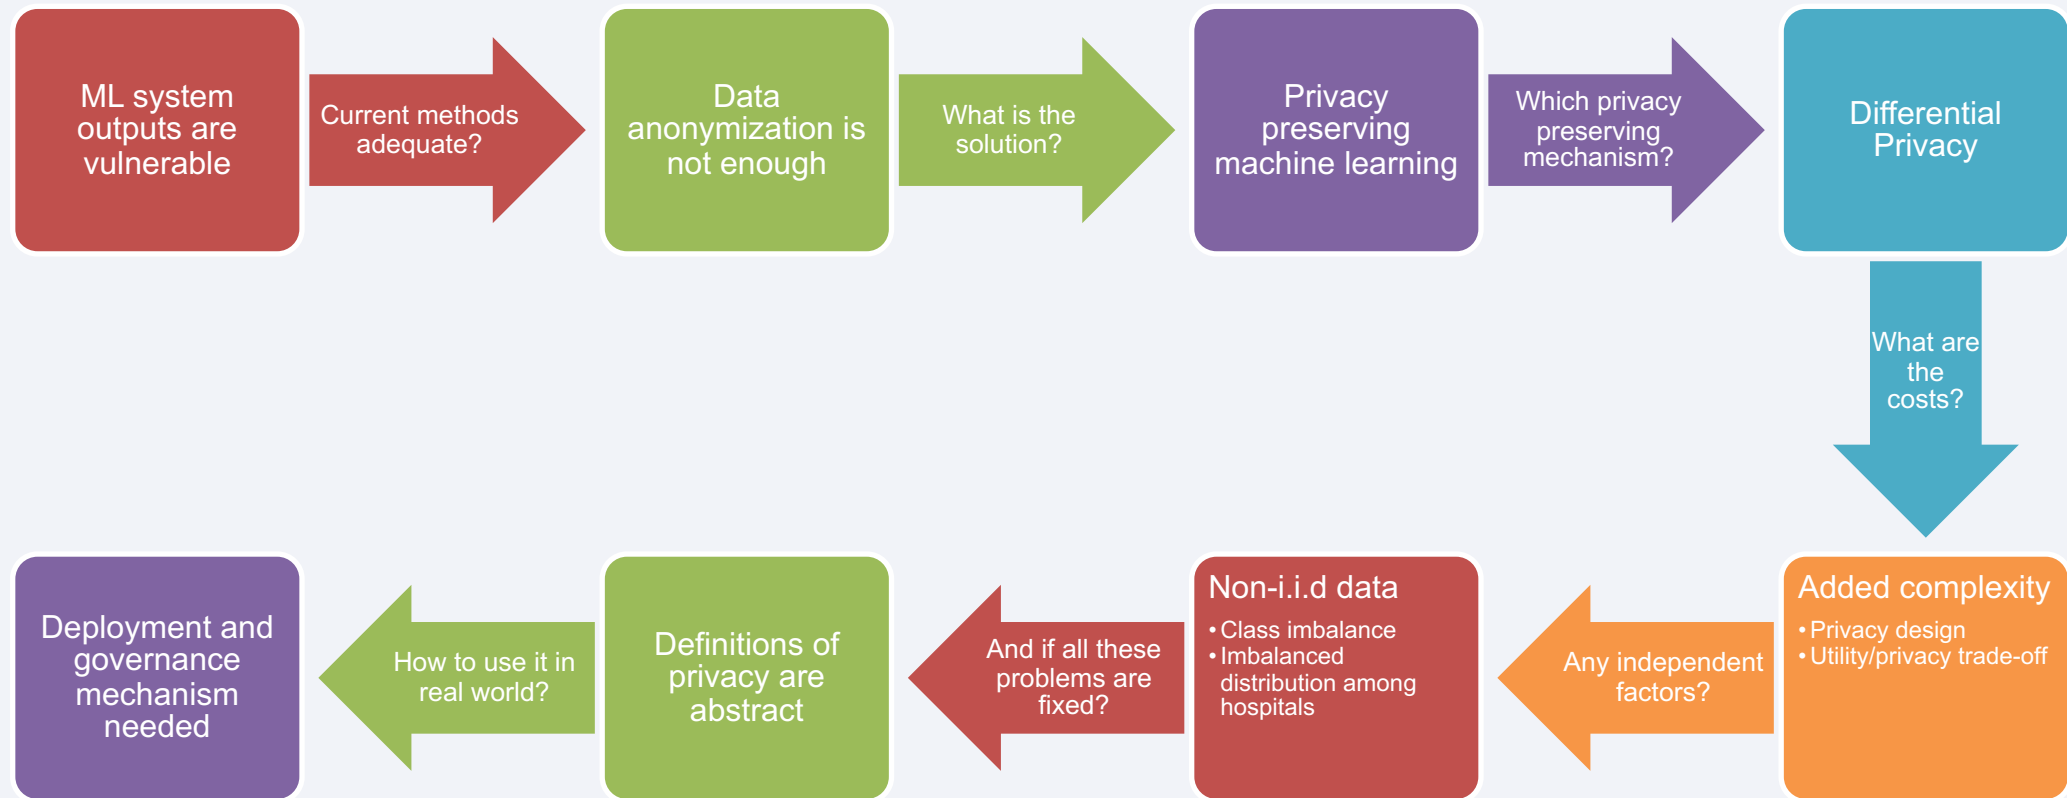 ML system
outputs are
vulnerable
Current methods
adequate?
Data
anonymization is
not enough
What is the
solution?
Privacy
preserving
machine learning
Which privacy
preserving
mechanism?
Differential
Privacy
What are
the
costs?
Added complexity
• Privacy design
• Utility/privacy trade-off
Any independent
factors?
Non-i.i.d data
• Class imbalance
• Imbalanced
distribution among
hospitals
And if all these
problems are
fixed?
Definitions of
privacy are
abstract
How to use it in
real world?
Deployment and
governance
mechanism
needed